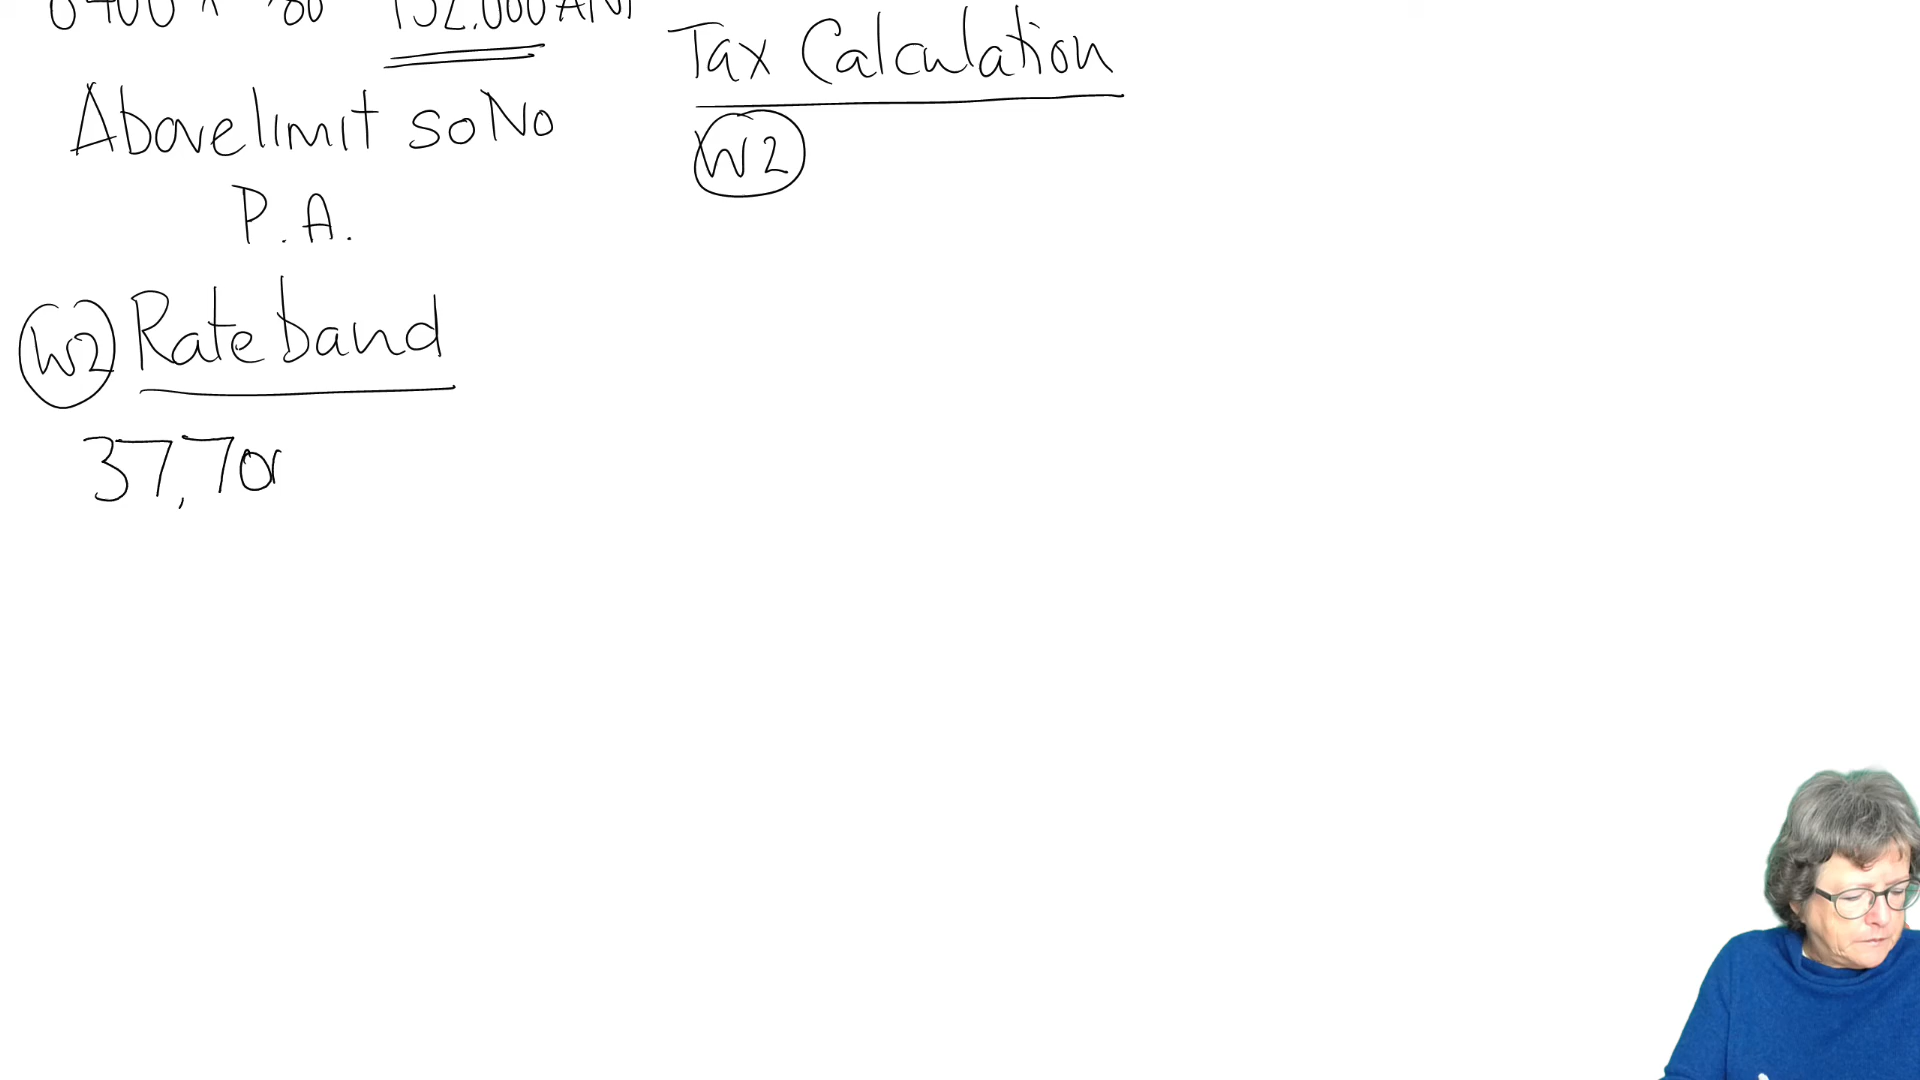 Above limit so No
P.A.
W2 Rate band
37,70
Tax Calculation
W2